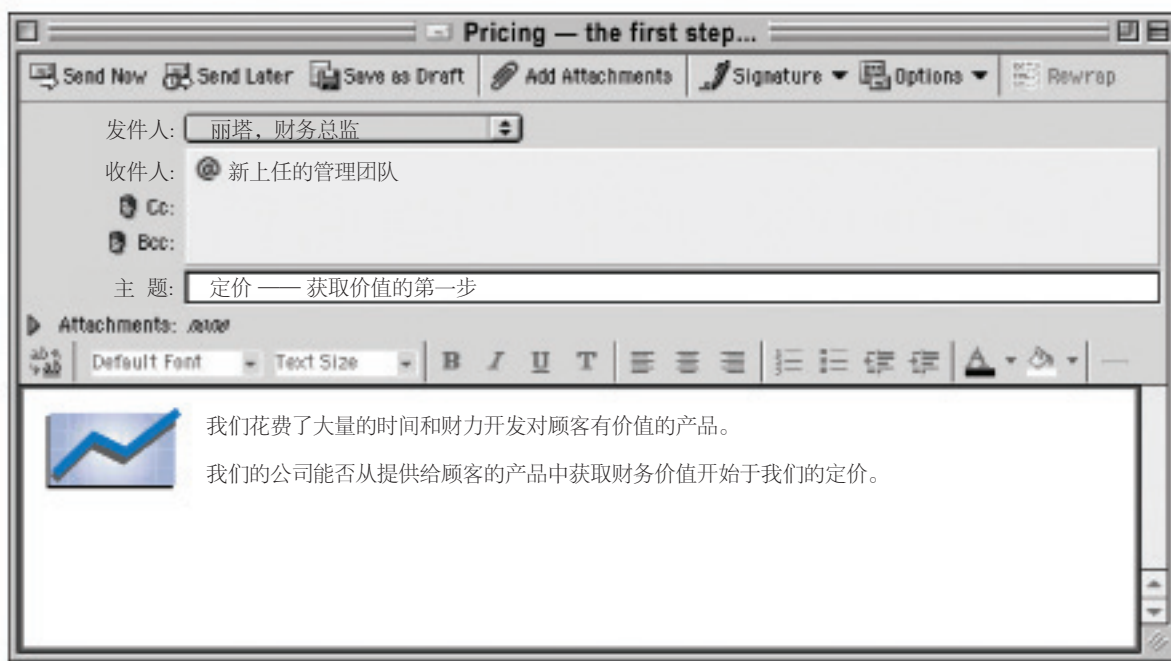 Pricing — the first step...
Send Now Send Later Save as Draft Add Attachments Signature Options Rewrap
发件人: 丽塔，财务总监
收件人: @ 新上任的管理团队
Cc:
Bcc:
主 题: 定价 —— 获取价值的第一步
Attachments: none
Default Font Text Size B I U T A
我们花费了大量的时间和财力开发对顾客有价值的产品。
我们的公司能否从提供给顾客的产品中获取财务价值开始于我们的定价。